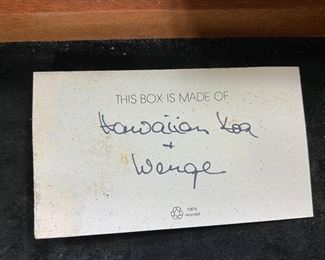 THIS BOX IS MADE OF
Hawaiian Koa
+
Wenge
100%
recycled